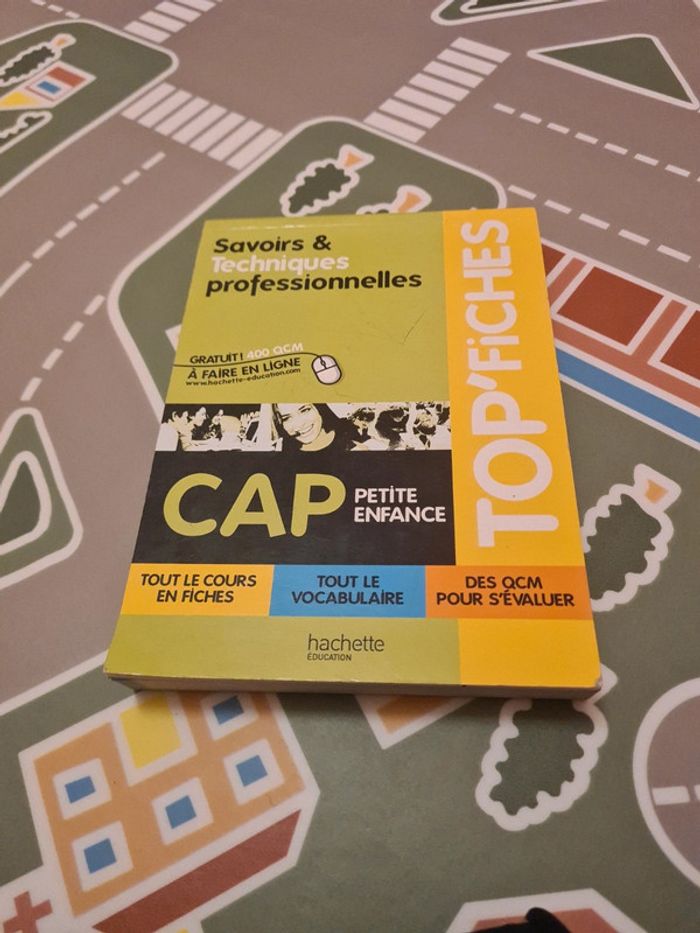 Savoirs &
Techniques
professionnelles
GRATUIT ! 400 QCM
À FAIRE EN LIGNE
www.hachette-education.com
TOP'FiCHES
CAP PETITE
ENFANCE
TOUT LE COURS
EN FICHES
TOUT LE
VOCABULAIRE
DES QCM
POUR S'ÉVALUER
hachette
ÉDUCATION